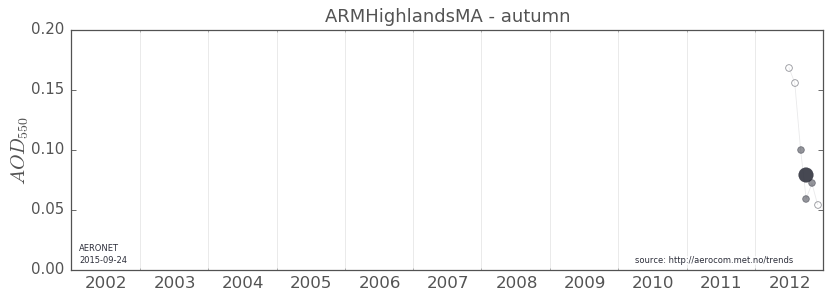 ARMHighlandsMA - autumn
0.20
0.15
0.10
0.05
0.00
AOD550
AERONET
2015-09-24
source: http://aerocom.met.no/trends
2002 2003 2004 2005 2006 2007 2008 2009 2010 2011 2012